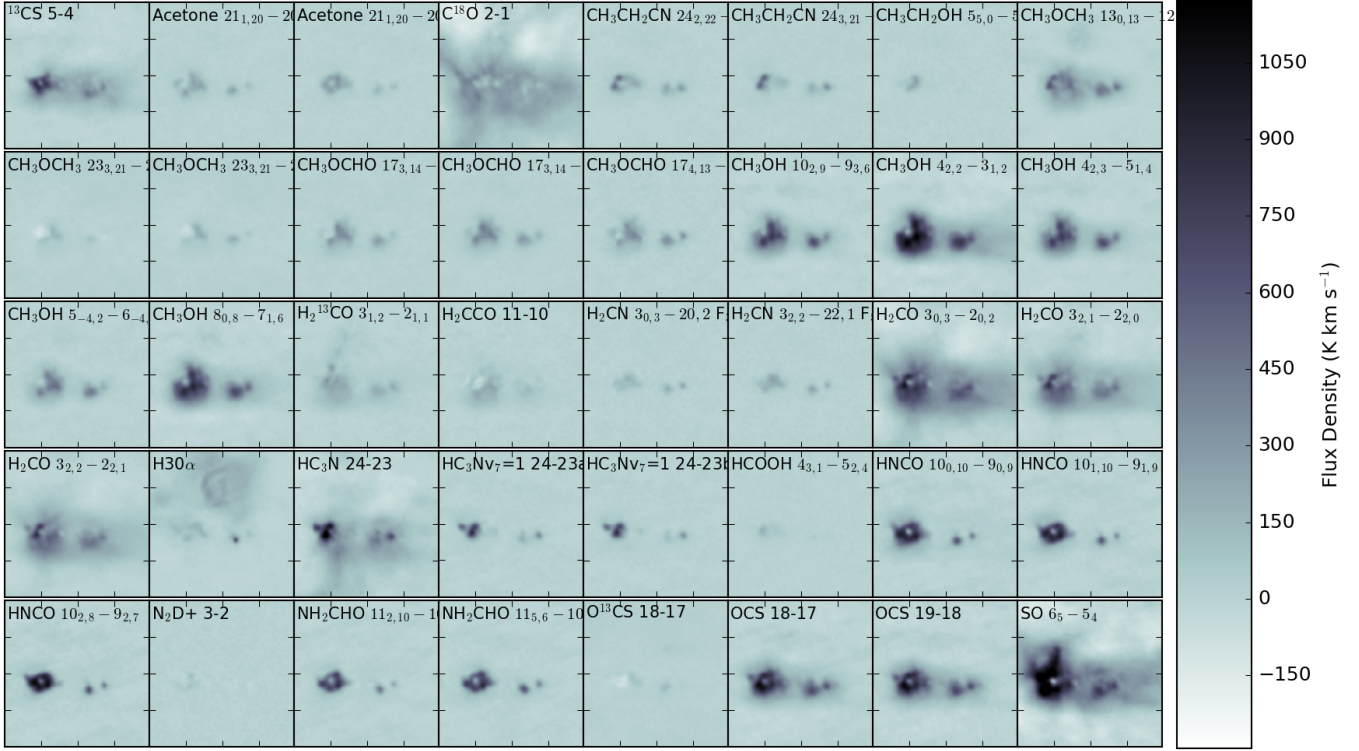 ¹³CS 5-4
Acetone 21₁,₂₀ − 20
Acetone 21₁,₂₀ − 20
C¹⁸O 2-1
CH₃CH₂CN 24₂,₂₂ −
CH₃CH₂CN 24₃,₂₁ −
CH₃CH₂OH 5₅,₀ − 5
CH₃OCH₃ 13₀,₁₃ − 12
CH₃OCH₃ 23₃,₂₁ − 2
CH₃OCH₃ 23₃,₂₁ −
CH₃OCHO 17₃,₁₄ −
CH₃OCHO 17₃,₁₄ −
CH₃OCHO 17₄,₁₃ −
CH₃OH 10₂,₉ − 9₃,₆
CH₃OH 4₂,₂ − 3₁,₂
CH₃OH 4₂,₃ − 5₁,₄
CH₃OH 5₋₄,₂ − 6₋₄,
CH₃OH 8₀,₈ − 7₁,₆
H₂¹³CO 3₁,₂ − 2₁,₁
H₂CCO 11-10
H₂CN 3₀,₃ − 2₀,2 F
H₂CN 3₂,₂ − 2₂,1 F
H₂CO 3₀,₃ − 2₀,₂
H₂CO 3₂,₁ − 2₂,₀
H₂CO 3₂,₂ − 2₂,₁
H30α
HC₃N 24-23
HC₃Nv₇=1 24-23a
HC₃Nv₇=1 24-23b
HCOOH 4₃,₁ − 5₂,₄
HNCO 10₀,₁₀ − 9₀,₉
HNCO 10₁,₁₀ − 9₁,₉
HNCO 10₂,₈ − 9₂,₇
N₂D+ 3-2
NH₂CHO 11₂,₁₀ − 10
NH₂CHO 11₅,₆ − 10
O¹³CS 18-17
OCS 18-17
OCS 19-18
SO 6₅ − 5₄
1050
900
750
600
450
300
150
0
−150
Flux Density (K km s⁻¹)